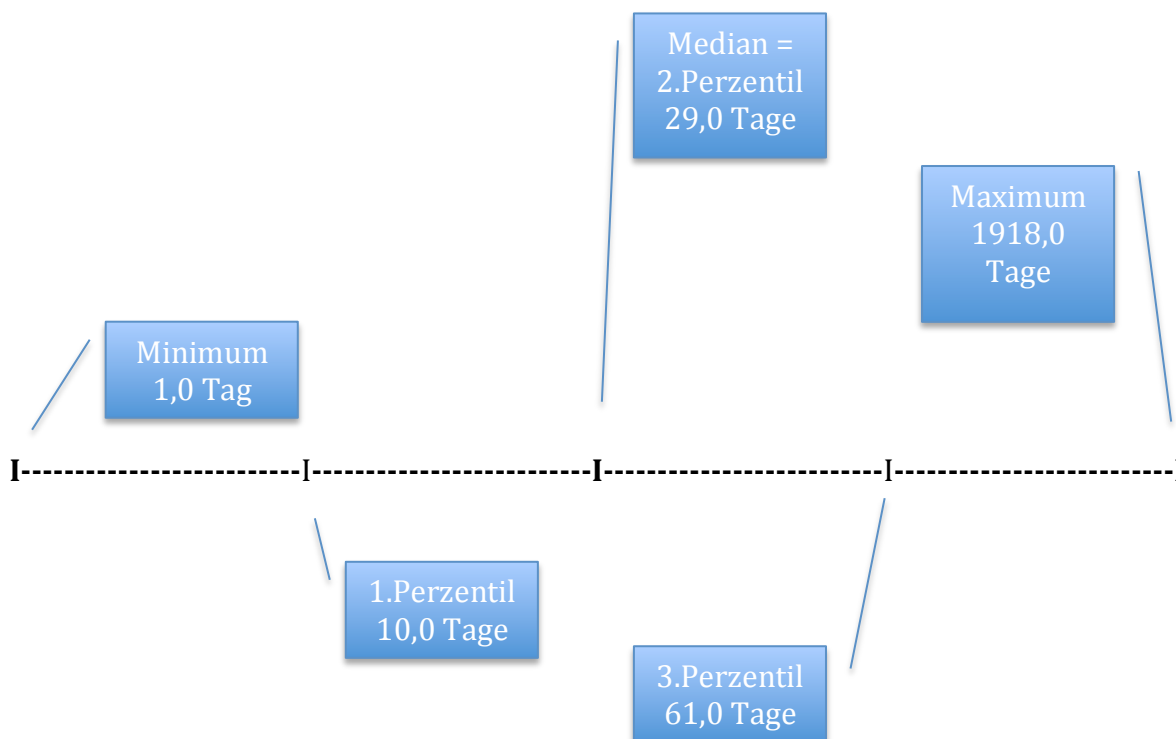 Median =
2.Perzentil
29,0 Tage
Maximum
1918,0
Tage
Minimum
1,0 Tag
I--------------------------I--------------------------I--------------------------I--------------------------I
1.Perzentil
10,0 Tage
3.Perzentil
61,0 Tage